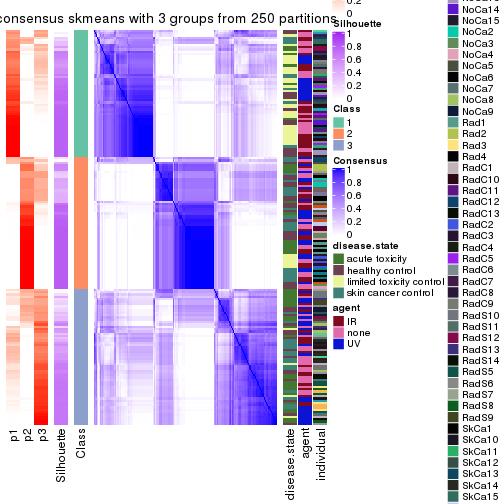 consensus skmeans with 3 groups from 250 partitions
p1
p2
p3
Silhouette
Class
disease.state
agent
individual
0.2
0
Silhouette
1
0.8
0.6
0.4
0.2
0
Class
1
2
3
Consensus
1
0.8
0.6
0.4
0.2
0
disease.state
acute toxicity
healthy control
limited toxicity control
skin cancer control
agent
IR
none
UV
NoCa14
NoCa15
NoCa2
NoCa3
NoCa4
NoCa5
NoCa6
NoCa7
NoCa8
NoCa9
Rad1
Rad2
Rad3
Rad4
RadC1
RadC10
RadC11
RadC12
RadC13
RadC2
RadC3
RadC4
RadC5
RadC6
RadC7
RadC8
RadC9
RadS10
RadS11
RadS12
RadS13
RadS14
RadS5
RadS6
RadS7
RadS8
RadS9
SkCa1
SkCa10
SkCa11
SkCa12
SkCa13
SkCa14
SkCa15